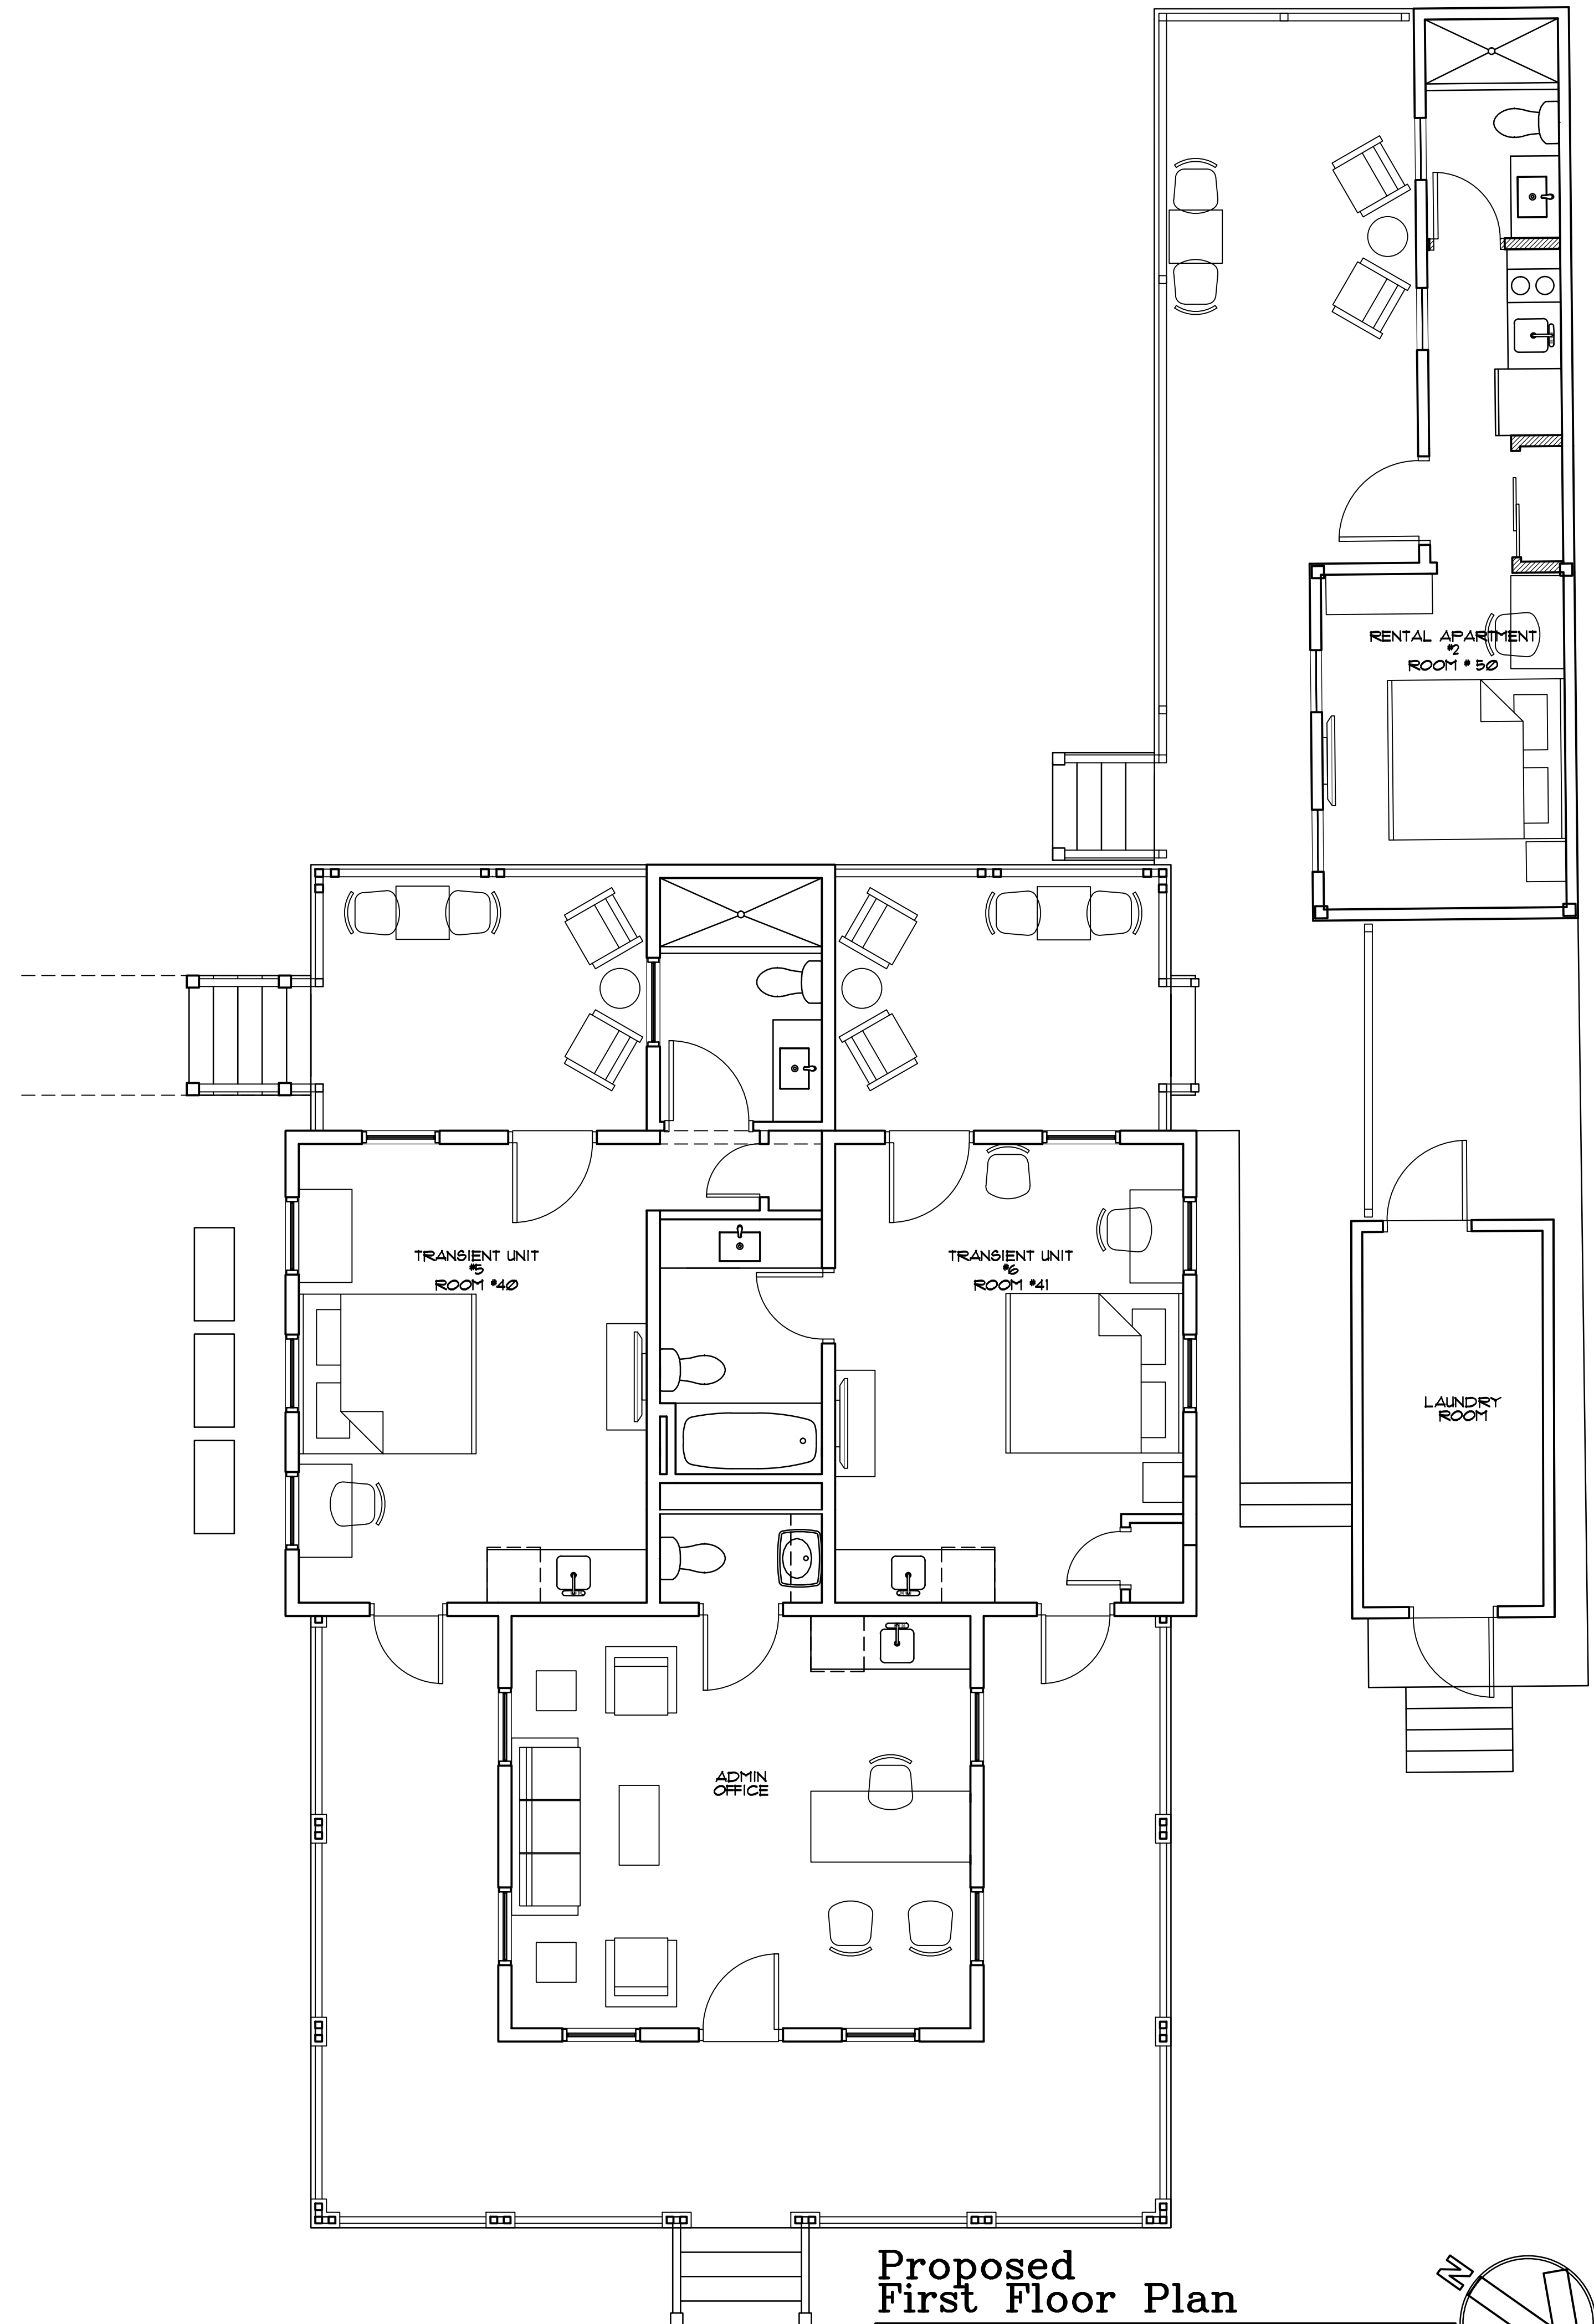 RENTAL APARTMENT
#2
ROOM # 50
TRANSIENT UNIT
#5
ROOM #40
TRANSIENT UNIT
#6
ROOM #41
LAUNDRY
ROOM
ADMIN
OFFICE
Proposed
First Floor Plan
N